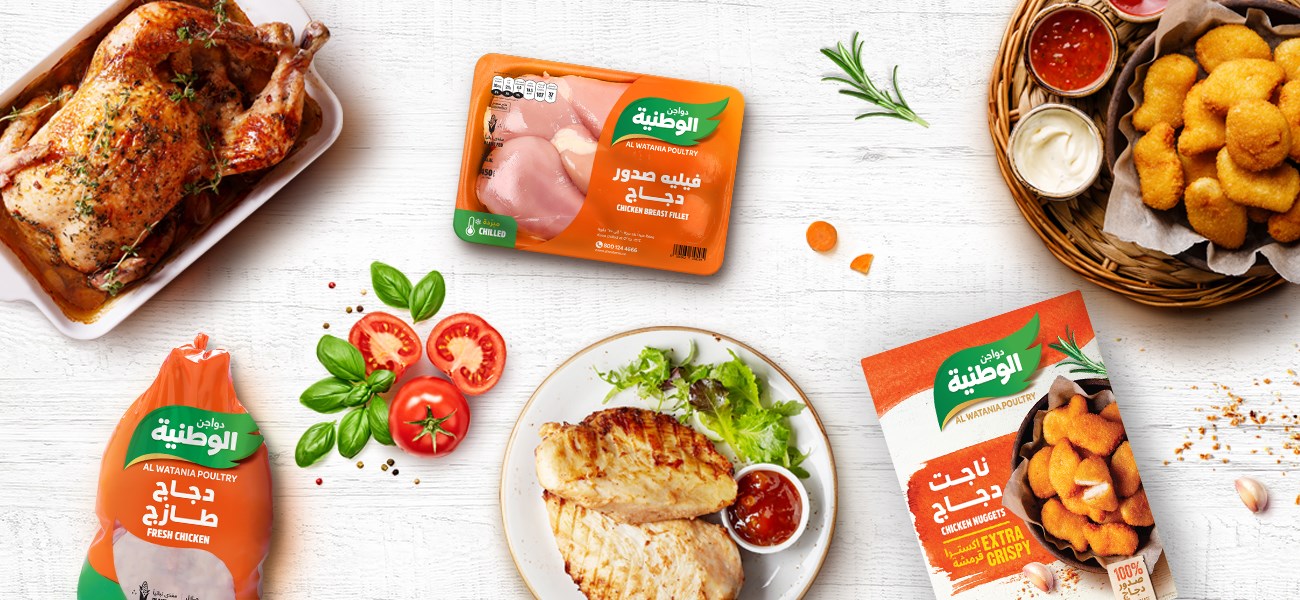 دواجن
الوطنية
AL WATANIA POULTRY
فيليه صدور
دجاج
CHICKEN BREAST FILLET
مبردة
CHILLED
800 124 4666
دواجن
الوطنية
AL WATANIA POULTRY
دجاج
طازج
FRESH CHICKEN
دواجن
الوطنية
AL WATANIA POULTRY
ناجت
دجاج
CHICKEN NUGGETS
إكسترا
قرمشة
EXTRA
CRISPY
100%
صدور
دجاج